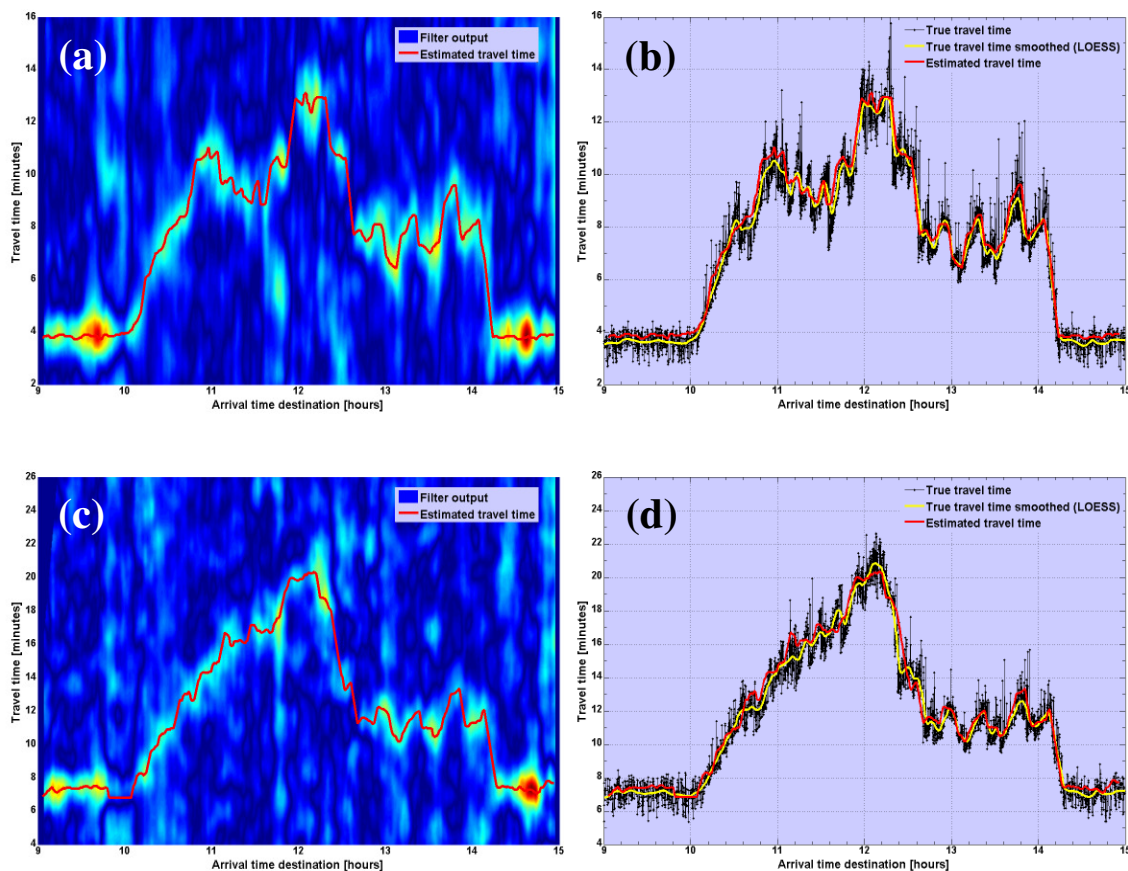 (a)
Filter output
Estimated travel time
Travel time [minutes]
16
14
12
10
8
6
4
2
9 10 11 12 13 14 15
Arrival time destination [hours]
(b)
True travel time
True travel time smoothed (LOESS)
Estimated travel time
Travel time [minutes]
16
14
12
10
8
6
4
2
9 10 11 12 13 14 15
Arrival time destination [hours]
(c)
Filter output
Estimated travel time
Travel time [minutes]
26
24
22
20
18
16
14
12
10
8
6
4
9 10 11 12 13 14 15
Arrival time destination [hours]
(d)
True travel time
True travel time smoothed (LOESS)
Estimated travel time
Travel time [minutes]
26
24
22
20
18
16
14
12
10
8
6
4
9 10 11 12 13 14 15
Arrival time destination [hours]